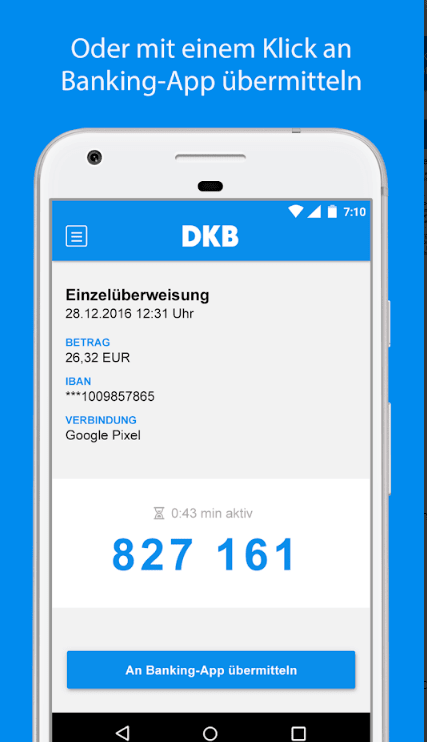 Oder mit einem Klick an
Banking-App übermitteln
7:10
DKB
Einzelüberweisung
28.12.2016 12:31 Uhr
BETRAG
26,32 EUR
IBAN
***1009857865
VERBINDUNG
Google Pixel
0:43 min aktiv
827 161
An Banking-App übermitteln